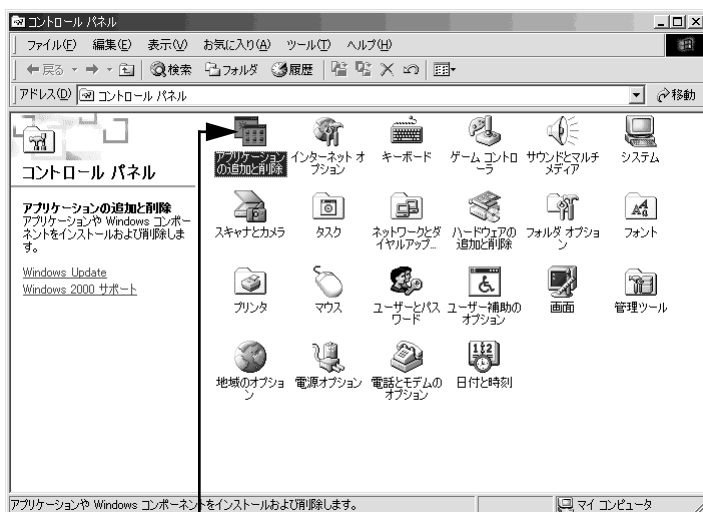 コントロール パネル
ファイル(F) 編集(E) 表示(V) お気に入り(A) ツール(T) ヘルプ(H)
戻る 検索 フォルダ 履歴
アドレス(D) コントロール パネル 移動
コントロール パネル
アプリケーションの追加と削除
アプリケーションや Windows コンポー
ネントをインストールおよび削除しま
す。
Windows Update
Windows 2000 サポート
アプリケーション
の追加と削除
インターネット オ
プション
キーボード
ゲーム コントロ
ーラ
サウンドとマルチ
メディア
システム
スキャナとカメラ
タスク
ネットワークとダ
イヤルアップ...
ハードウェアの
追加と削除
フォルダ オプショ
ン
フォント
プリンタ
マウス
ユーザーとパス
ワード
ユーザー補助の
オプション
画面
管理ツール
地域のオプショ
ン
電源オプション
電話とモデムの
オプション
日付と時刻
アプリケーションや Windows コンポーネントをインストールおよび削除します。 マイ コンピュータ